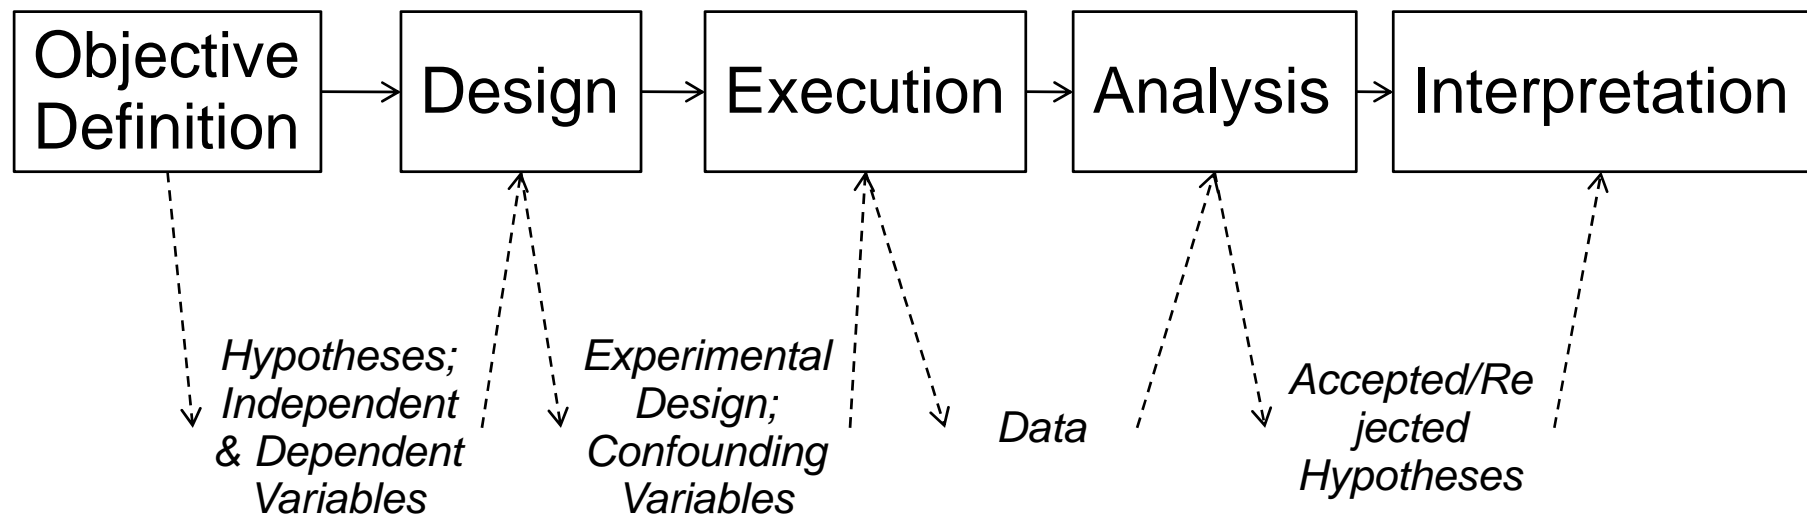 Objective
Definition
Design
Execution
Analysis
Interpretation
Hypotheses;
Independent
& Dependent
Variables
Experimental
Design;
Confounding
Variables
Data
Accepted/Re
jected
Hypotheses